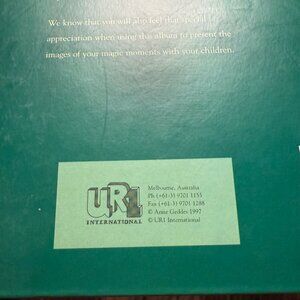 We know that you will also feel that special
appreciation when using this album to present the
images of your magic moments with your children.
UR1
INTERNATIONAL
Melbourne, Australia
Ph (+61-3) 9701 1155
Fax (+61-3) 9701 1288
© Anne Geddes 1997
© UR1 International